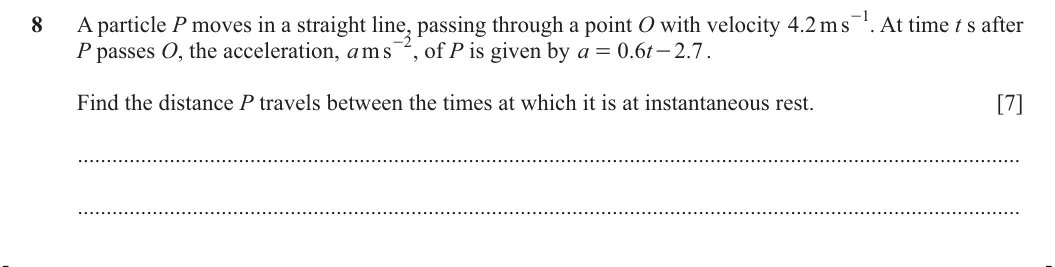 8 A particle P moves in a straight line, passing through a point O with velocity 4.2 m s⁻¹. At time t s after
P passes O, the acceleration, a m s⁻², of P is given by a = 0.6t − 2.7.
Find the distance P travels between the times at which it is at instantaneous rest. [7]